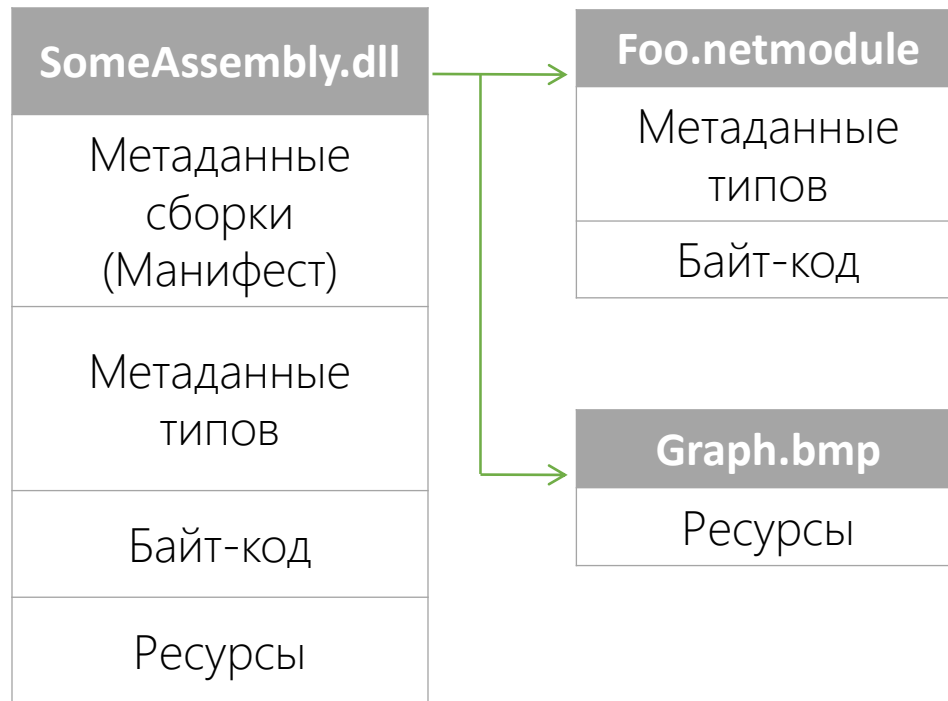 SomeAssembly.dll
Метаданные
сборки
(Манифест)
Метаданные
типов
Байт-код
Ресурсы
Foo.netmodule
Метаданные
типов
Байт-код
Graph.bmp
Ресурсы